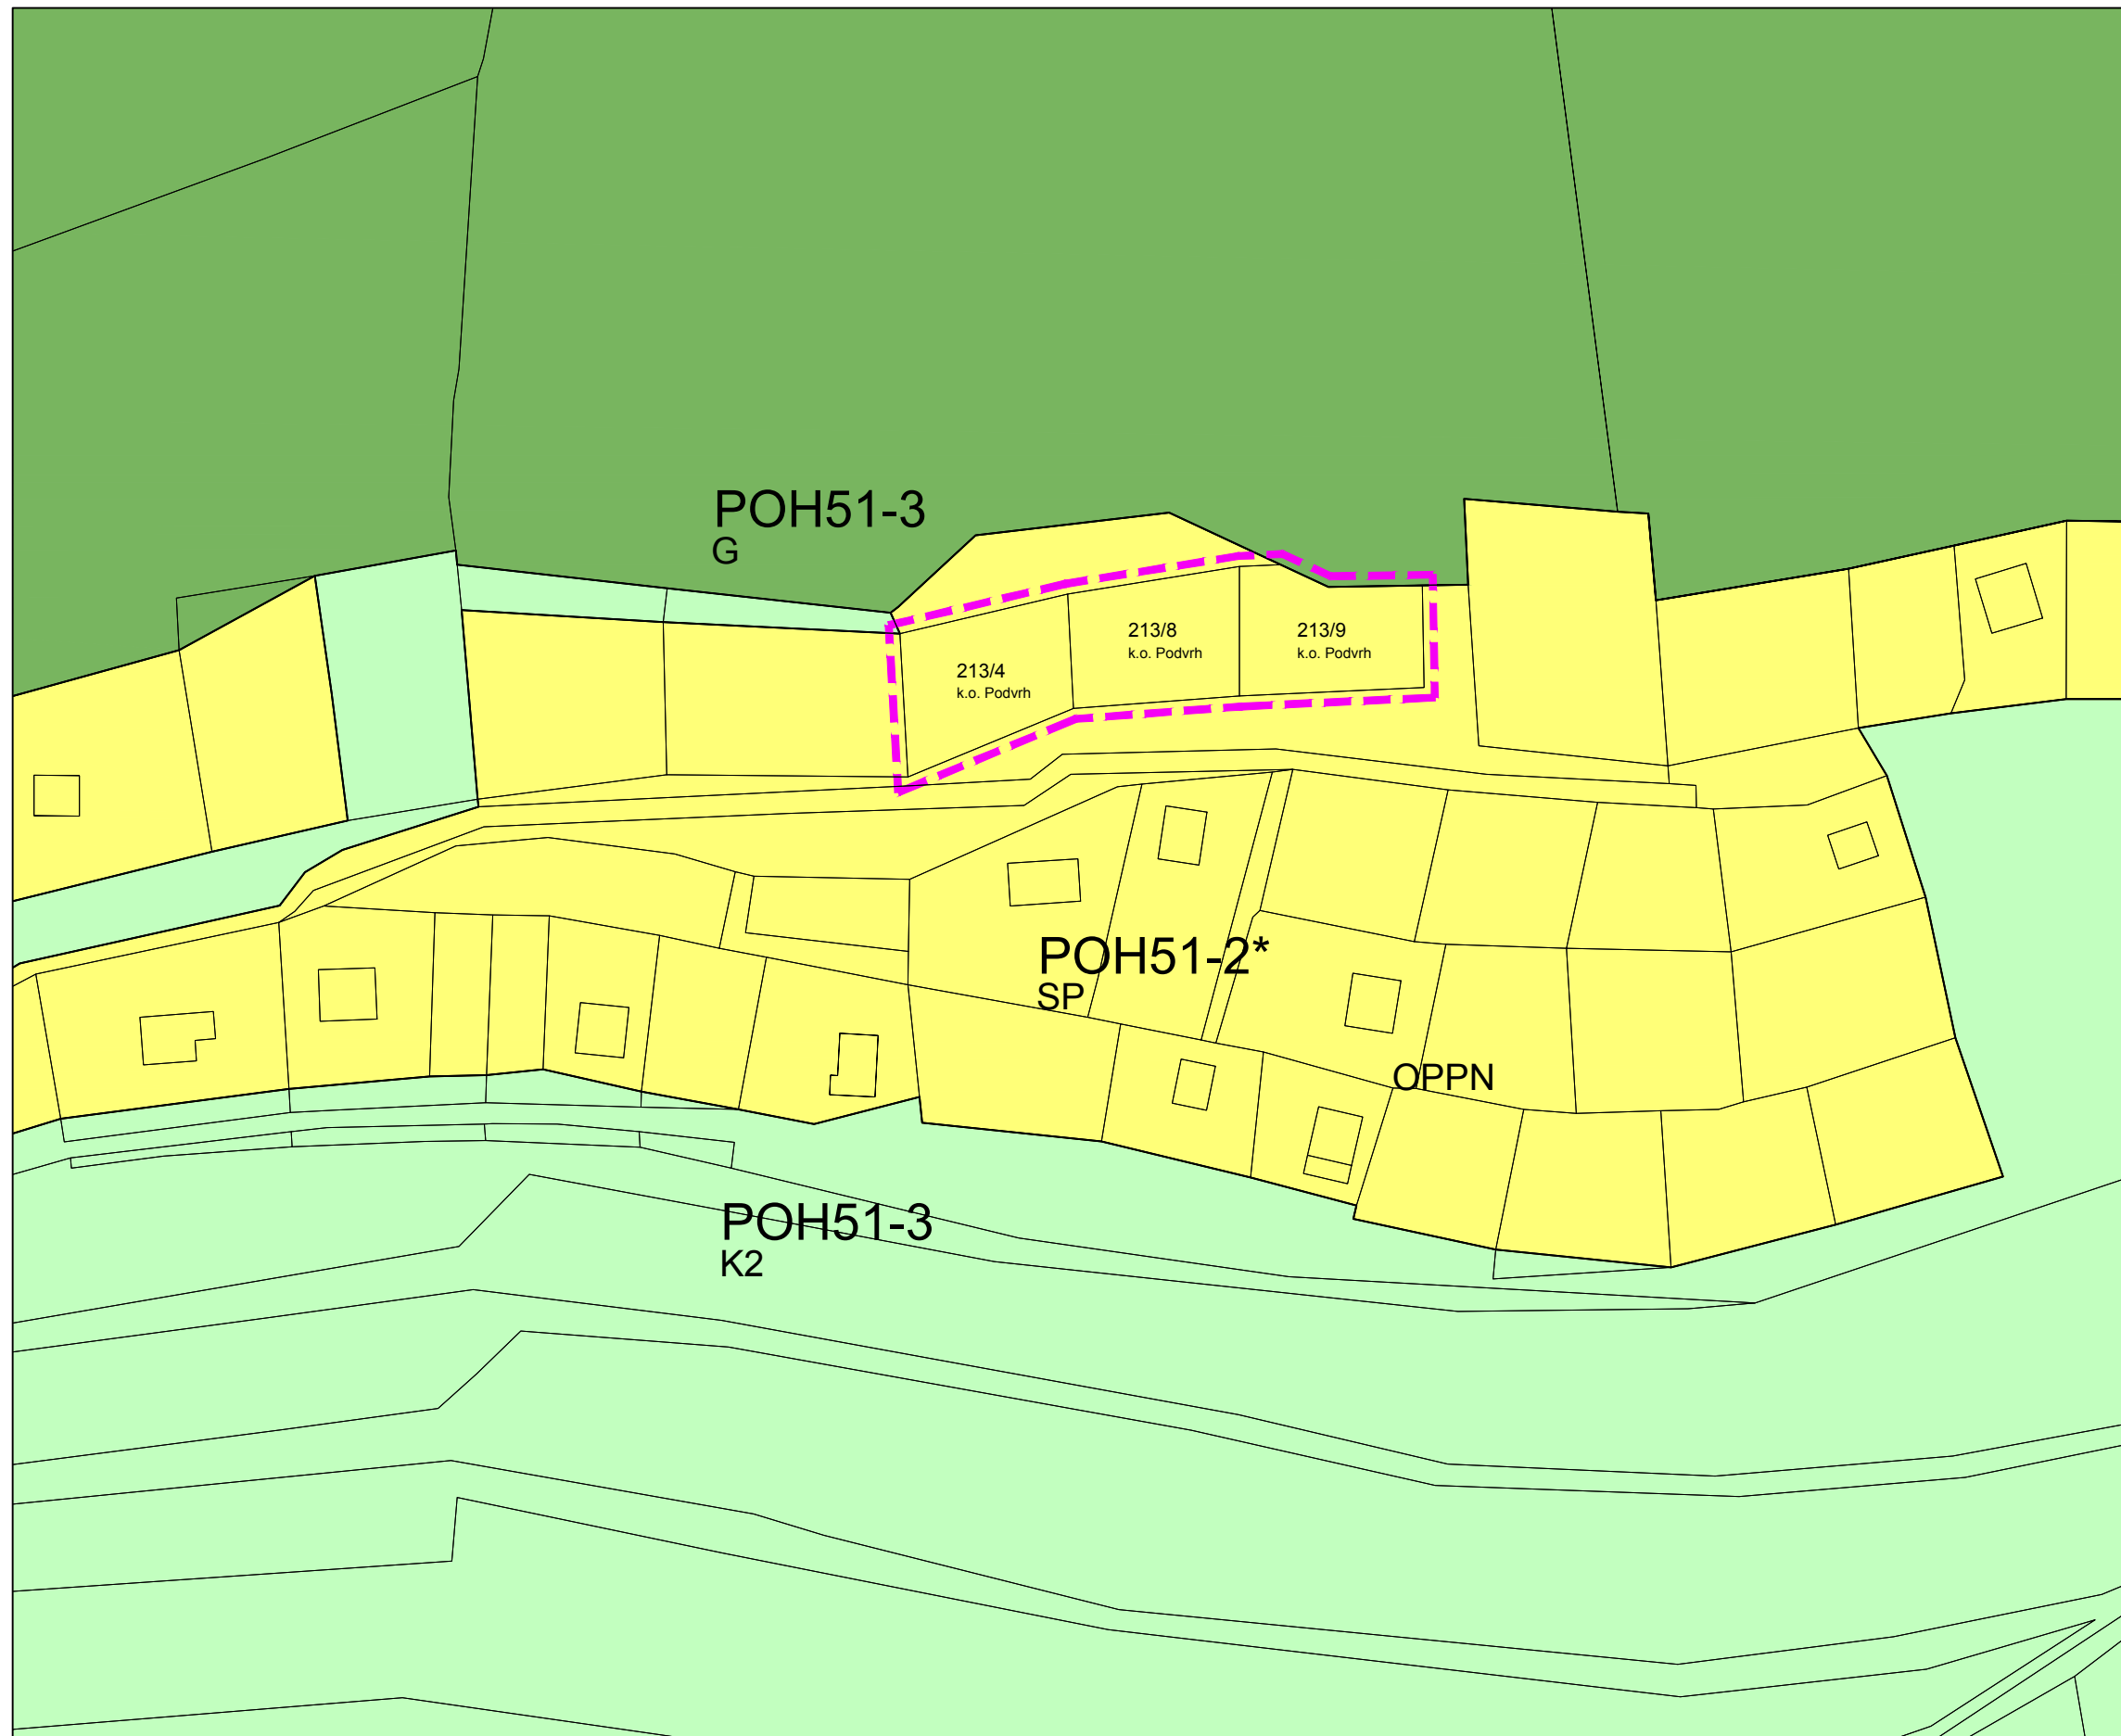 POH51-3
G
213/8
k.o. Podvrh
213/9
k.o. Podvrh
213/4
k.o. Podvrh
POH51-2*
SP
OPPN
POH51-3
K2